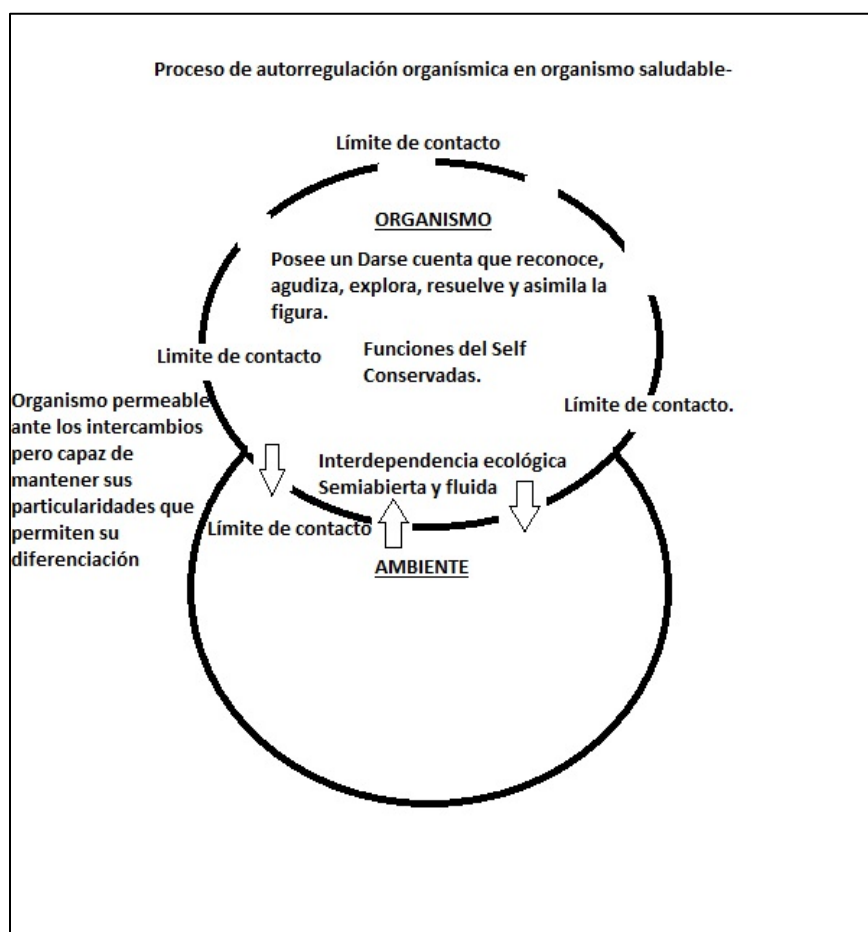 Proceso de autorregulación organísmica en organismo saludable-
Límite de contacto
ORGANISMO
Posee un Darse cuenta que reconoce,
agudiza, explora, resuelve y asimila la
figura.
Limite de contacto
Funciones del Self
Conservadas.
Organismo permeable
ante los intercambios
pero capaz de
mantener sus
particularidades que
permiten su
diferenciación
Límite de contacto.
Interdependencia ecológica
Semiabierta y fluida
Límite de contacto
AMBIENTE